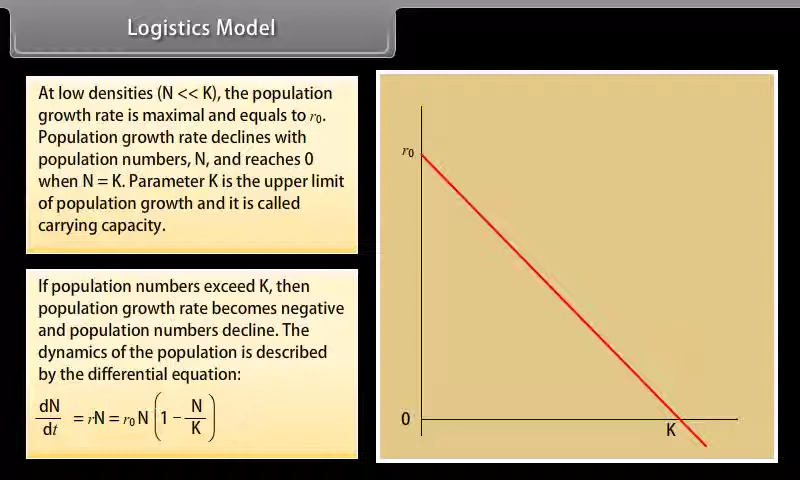 Logistics Model
At low densities (N << K), the population
growth rate is maximal and equals to r₀.
Population growth rate declines with
population numbers, N, and reaches 0
when N = K. Parameter K is the upper limit
of population growth and it is called
carrying capacity.
If population numbers exceed K, then
population growth rate becomes negative
and population numbers decline. The
dynamics of the population is described
by the differential equation:
dN/dt = rN = r₀ N (1 − N/K)
r₀
0
K